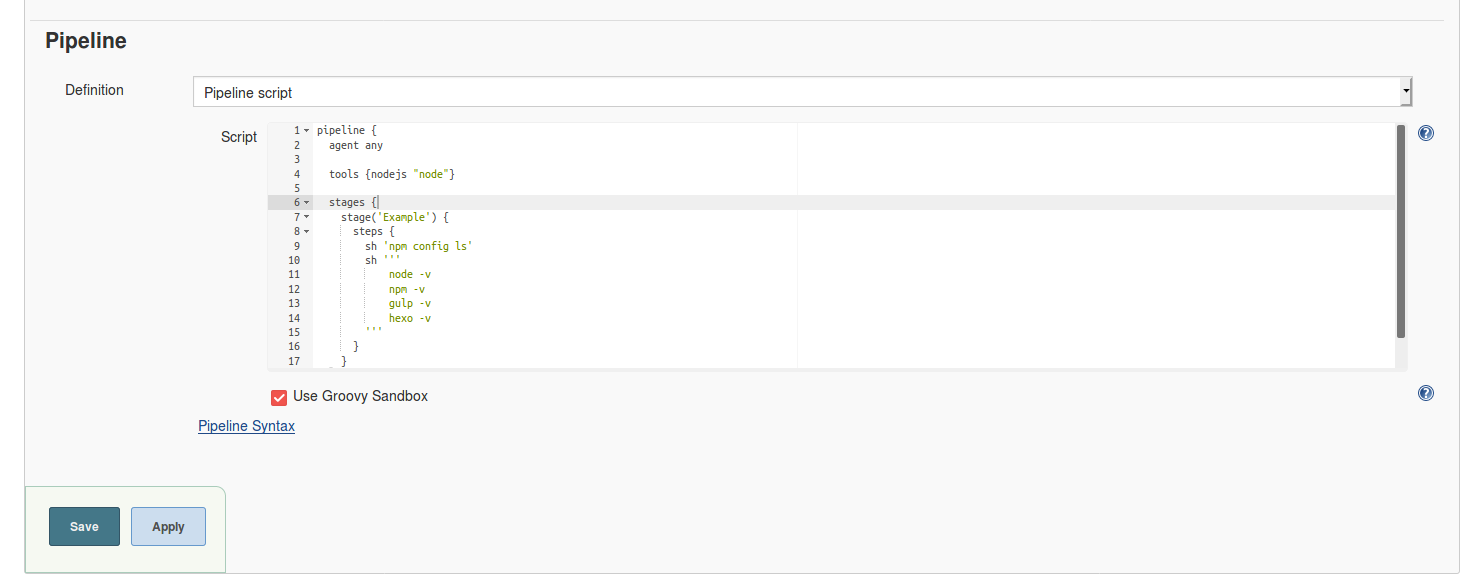 Pipeline
Definition
Pipeline script
Script
1 pipeline {
2   agent any
3
4   tools {nodejs "node"}
5
6   stages {
7     stage('Example') {
8       steps {
9         sh 'npm config ls'
10         sh '''
11             node -v
12             npm -v
13             gulp -v
14             hexo -v
15         '''
16       }
17     }
?
Use Groovy Sandbox
?
Pipeline Syntax
Save
Apply